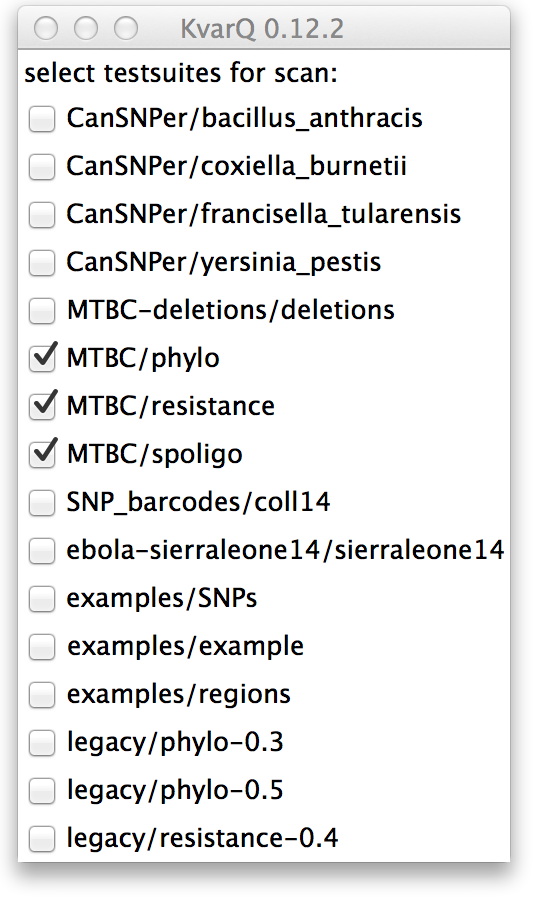 KvarQ 0.12.2
select testsuites for scan:
CanSNPer/bacillus_anthracis
CanSNPer/coxiella_burnetii
CanSNPer/francisella_tularensis
CanSNPer/yersinia_pestis
MTBC-deletions/deletions
MTBC/phylo
MTBC/resistance
MTBC/spoligo
SNP_barcodes/coll14
ebola-sierraleone14/sierraleone14
examples/SNPs
examples/example
examples/regions
legacy/phylo-0.3
legacy/phylo-0.5
legacy/resistance-0.4